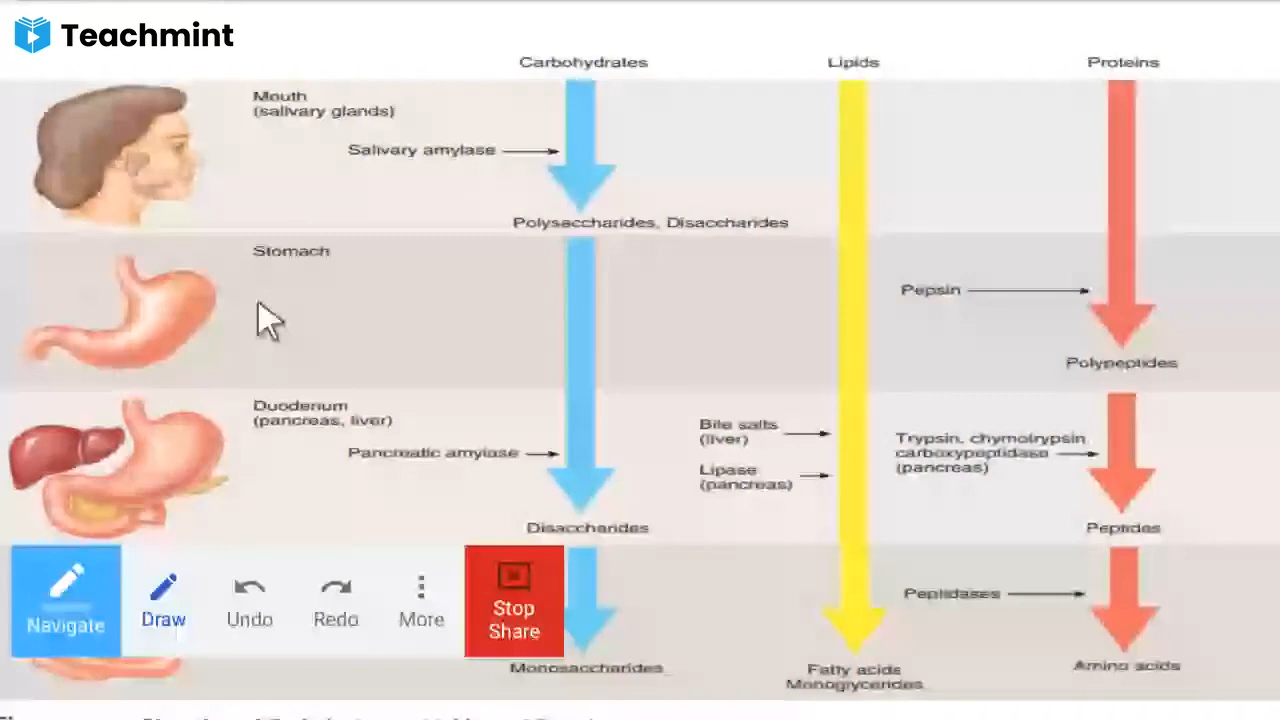 Teachmint
Carbohydrates
Lipids
Proteins
Mouth
(salivary glands)
Salivary amylase
Polysaccharides, Disaccharides
Stomach
Pepsin
Polypeptides
Duodenum
(pancreas, liver)
Pancreatic amylase
Bile salts
(liver)
Lipase
(pancreas)
Trypsin, chymotrypsin
carboxypeptidase
(pancreas)
Disaccharides
Peptides
Peptidases
Navigate
Draw
Undo
Redo
More
Stop
Share
Monosaccharides
Fatty acids
Monoglycerides
Amino acids